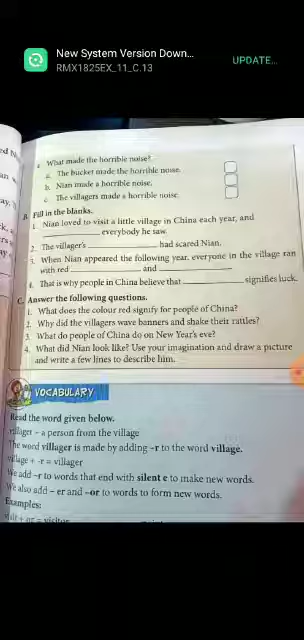 New System Version Down...
RMX1825EX_11_C.13
UPDATE...
What made the horrible noise?
a. The bucket made the horrible noise.
b. Nian made a horrible noise.
c. The villagers made a horrible noise.
B. Fill in the blanks.
1. Nian loved to visit a little village in China each year, and
____________ everybody he saw.
2. The villager's ____________ had scared Nian.
3. When Nian appeared the following year, everyone in the village ran
with red ____________ and ____________.
4. That is why people in China believe that ____________ signifies luck.
C. Answer the following questions.
1. What does the colour red signify for people of China?
2. Why did the villagers wave banners and shake their rattles?
3. What do people of China do on New Year's eve?
4. What did Nian look like? Use your imagination and draw a picture
and write a few lines to describe him.
VOCABULARY
Read the word given below.
villager – a person from the village
The word villager is made by adding –r to the word village.
village + -r = villager
We add –r to words that end with silent e to make new words.
We also add – er and –or to words to form new words.
Examples:
visit + or = visitor